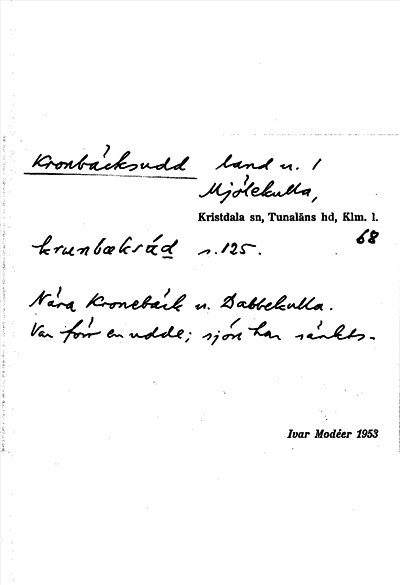 Kronbäcksudd land u. 1
Mjölekulla,
Kristdala sn, Tunaläns hd, Klm. l.
68
krunbæksúd s. 125.
Nära Kronebäck u. Dabbekulla.
Var förr en udde; sjön har sänkts.
Ivar Modéer 1953